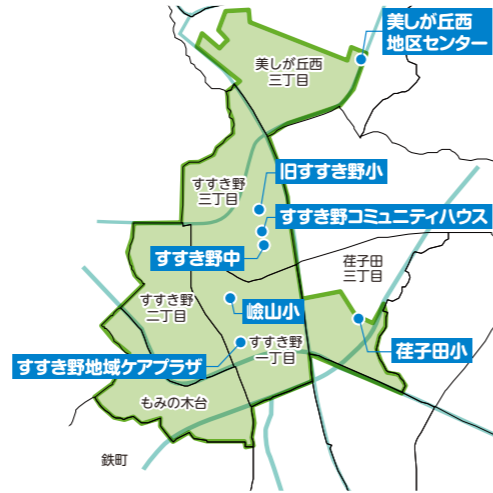 美しが丘西
地区センター
美しが丘西
三丁目
旧すすき野小
すすき野
三丁目
すすき野コミュニティハウス
すすき野中
荏子田
三丁目
すすき野
二丁目
嶮山小
すすき野
一丁目
荏子田小
すすき野地域ケアプラザ
もみの木台
鉄町